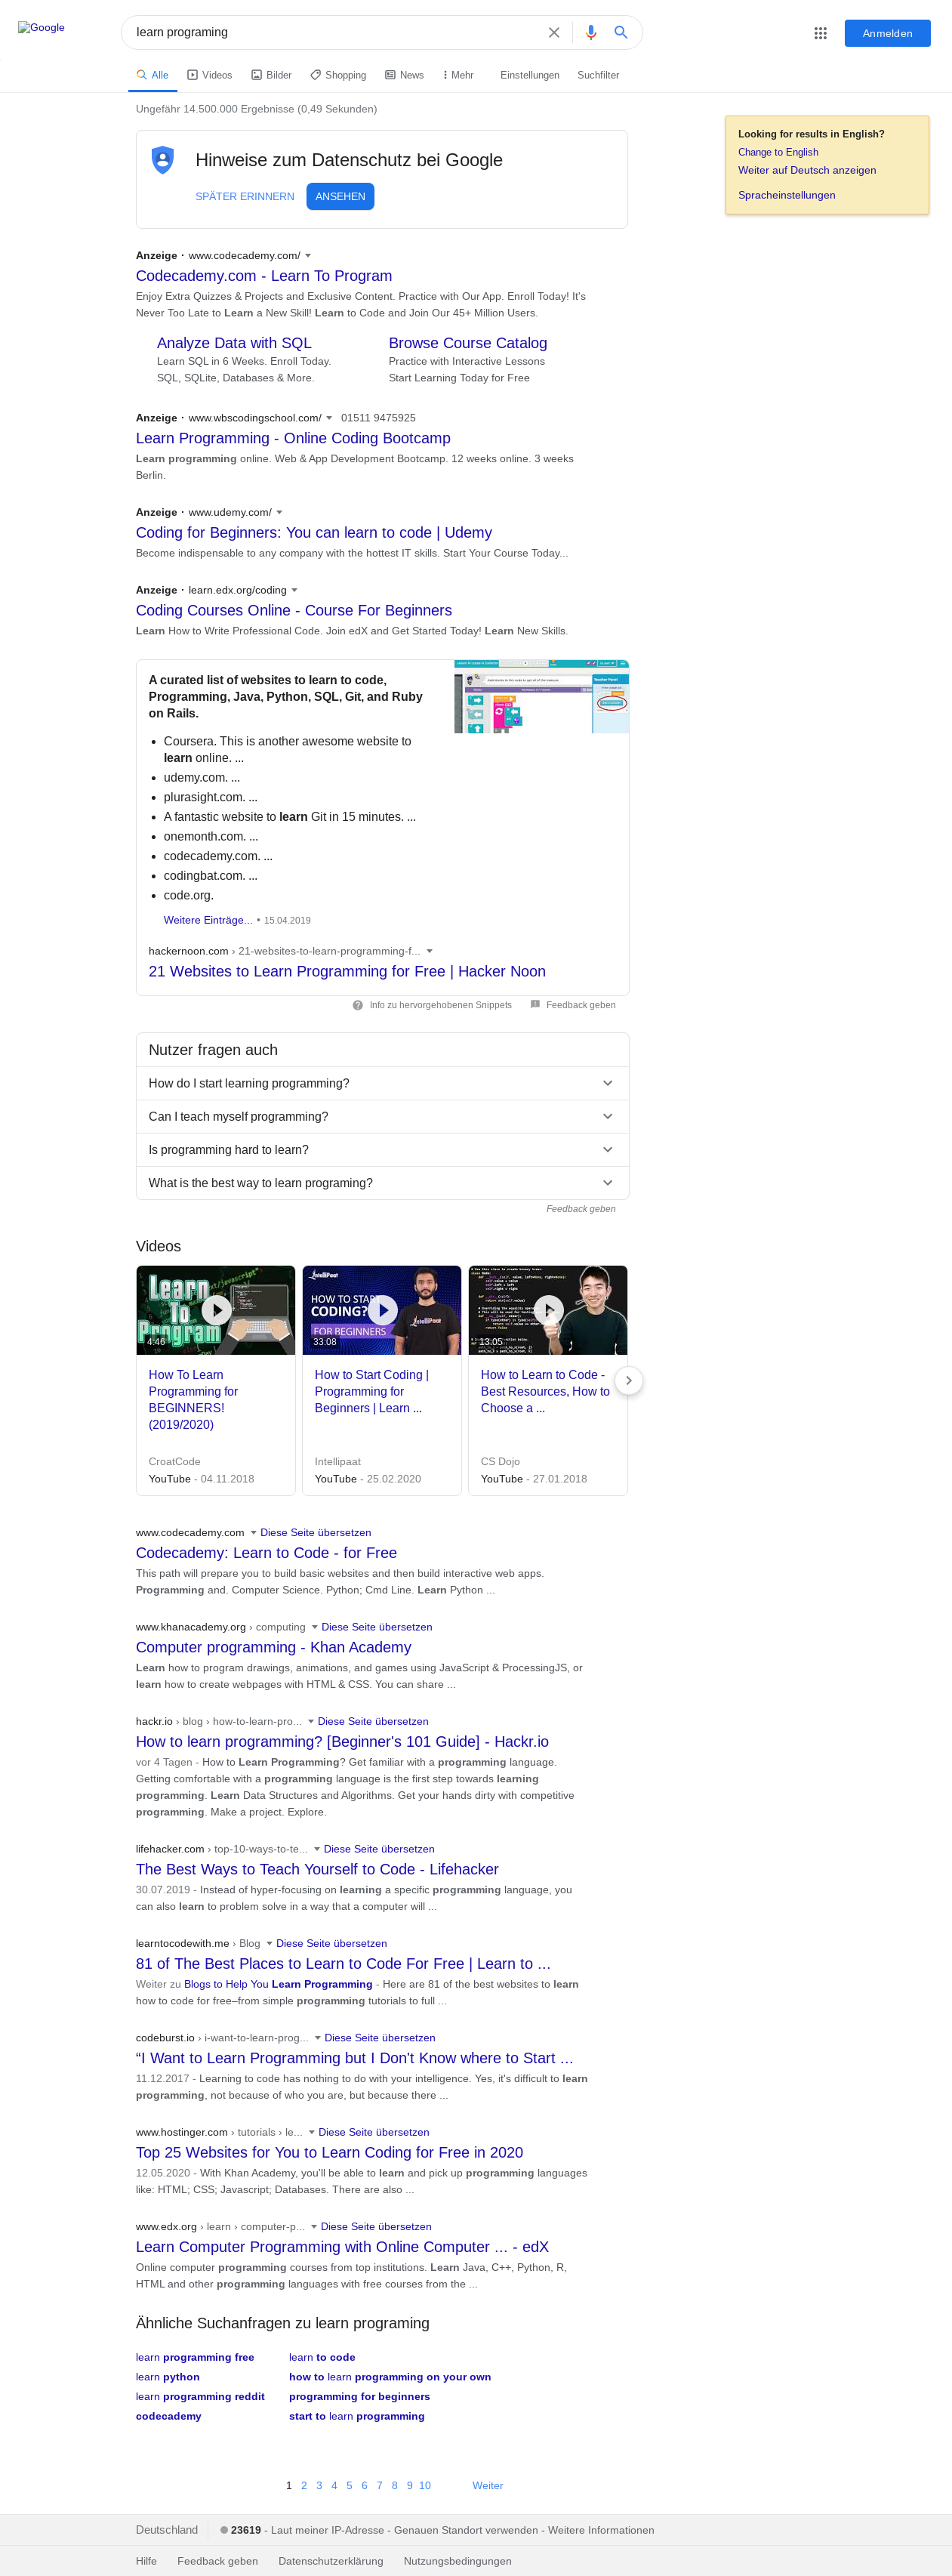 Google
learn programing
Anmelden
Alle
Videos
Bilder
Shopping
News
Mehr
Einstellungen
Suchfilter
Ungefähr 14.500.000 Ergebnisse (0,49 Sekunden)
Looking for results in English?
Change to English
Weiter auf Deutsch anzeigen
Spracheinstellungen
Hinweise zum Datenschutz bei Google
SPÄTER ERINNERN
ANSEHEN
Anzeige · www.codecademy.com/
Codecademy.com - Learn To Program
Enjoy Extra Quizzes & Projects and Exclusive Content. Practice with Our App. Enroll Today! It's
Never Too Late to Learn a New Skill! Learn to Code and Join Our 45+ Million Users.
Analyze Data with SQL
Learn SQL in 6 Weeks. Enroll Today.
SQL, SQLite, Databases & More.
Browse Course Catalog
Practice with Interactive Lessons
Start Learning Today for Free
Anzeige · www.wbscodingschool.com/ 01511 9475925
Learn Programming - Online Coding Bootcamp
Learn programming online. Web & App Development Bootcamp. 12 weeks online. 3 weeks
Berlin.
Anzeige · www.udemy.com/
Coding for Beginners: You can learn to code | Udemy
Become indispensable to any company with the hottest IT skills. Start Your Course Today...
Anzeige · learn.edx.org/coding
Coding Courses Online - Course For Beginners
Learn How to Write Professional Code. Join edX and Get Started Today! Learn New Skills.
A curated list of websites to learn to code,
Programming, Java, Python, SQL, Git, and Ruby
on Rails.
Coursera. This is another awesome website to
learn online. ...
udemy.com. ...
plurasight.com. ...
A fantastic website to learn Git in 15 minutes. ...
onemonth.com. ...
codecademy.com. ...
codingbat.com. ...
code.org.
Weitere Einträge... • 15.04.2019
hackernoon.com › 21-websites-to-learn-programming-f...
21 Websites to Learn Programming for Free | Hacker Noon
Info zu hervorgehobenen Snippets
Feedback geben
Nutzer fragen auch
How do I start learning programming?
Can I teach myself programming?
Is programming hard to learn?
What is the best way to learn programing?
Feedback geben
Videos
Learn
To
Program
4:46
How To Learn
Programming for
BEGINNERS!
(2019/2020)
CroatCode
YouTube - 04.11.2018
IntelliPaat
HOW TO START
CODING?
FOR BEGINNERS
33:08
How to Start Coding |
Programming for
Beginners | Learn ...
Intellipaat
YouTube - 25.02.2020
13:05
How to Learn to Code -
Best Resources, How to
Choose a ...
CS Dojo
YouTube - 27.01.2018
www.codecademy.com Diese Seite übersetzen
Codecademy: Learn to Code - for Free
This path will prepare you to build basic websites and then build interactive web apps.
Programming and. Computer Science. Python; Cmd Line. Learn Python ...
www.khanacademy.org › computing Diese Seite übersetzen
Computer programming - Khan Academy
Learn how to program drawings, animations, and games using JavaScript & ProcessingJS, or
learn how to create webpages with HTML & CSS. You can share ...
hackr.io › blog › how-to-learn-pro... Diese Seite übersetzen
How to learn programming? [Beginner's 101 Guide] - Hackr.io
vor 4 Tagen - How to Learn Programming? Get familiar with a programming language.
Getting comfortable with a programming language is the first step towards learning
programming. Learn Data Structures and Algorithms. Get your hands dirty with competitive
programming. Make a project. Explore.
lifehacker.com › top-10-ways-to-te... Diese Seite übersetzen
The Best Ways to Teach Yourself to Code - Lifehacker
30.07.2019 - Instead of hyper-focusing on learning a specific programming language, you
can also learn to problem solve in a way that a computer will ...
learntocodewith.me › Blog Diese Seite übersetzen
81 of The Best Places to Learn to Code For Free | Learn to ...
Weiter zu Blogs to Help You Learn Programming - Here are 81 of the best websites to learn
how to code for free–from simple programming tutorials to full ...
codeburst.io › i-want-to-learn-prog... Diese Seite übersetzen
“I Want to Learn Programming but I Don't Know where to Start ...
11.12.2017 - Learning to code has nothing to do with your intelligence. Yes, it's difficult to learn
programming, not because of who you are, but because there ...
www.hostinger.com › tutorials › le... Diese Seite übersetzen
Top 25 Websites for You to Learn Coding for Free in 2020
12.05.2020 - With Khan Academy, you'll be able to learn and pick up programming languages
like: HTML; CSS; Javascript; Databases. There are also ...
www.edx.org › learn › computer-p... Diese Seite übersetzen
Learn Computer Programming with Online Computer ... - edX
Online computer programming courses from top institutions. Learn Java, C++, Python, R,
HTML and other programming languages with free courses from the ...
Ähnliche Suchanfragen zu learn programing
learn programming free
learn python
learn programming reddit
codecademy
learn to code
how to learn programming on your own
programming for beginners
start to learn programming
1 2 3 4 5 6 7 8 9 10 Weiter
Deutschland
23619 - Laut meiner IP-Adresse - Genauen Standort verwenden - Weitere Informationen
Hilfe
Feedback geben
Datenschutzerklärung
Nutzungsbedingungen